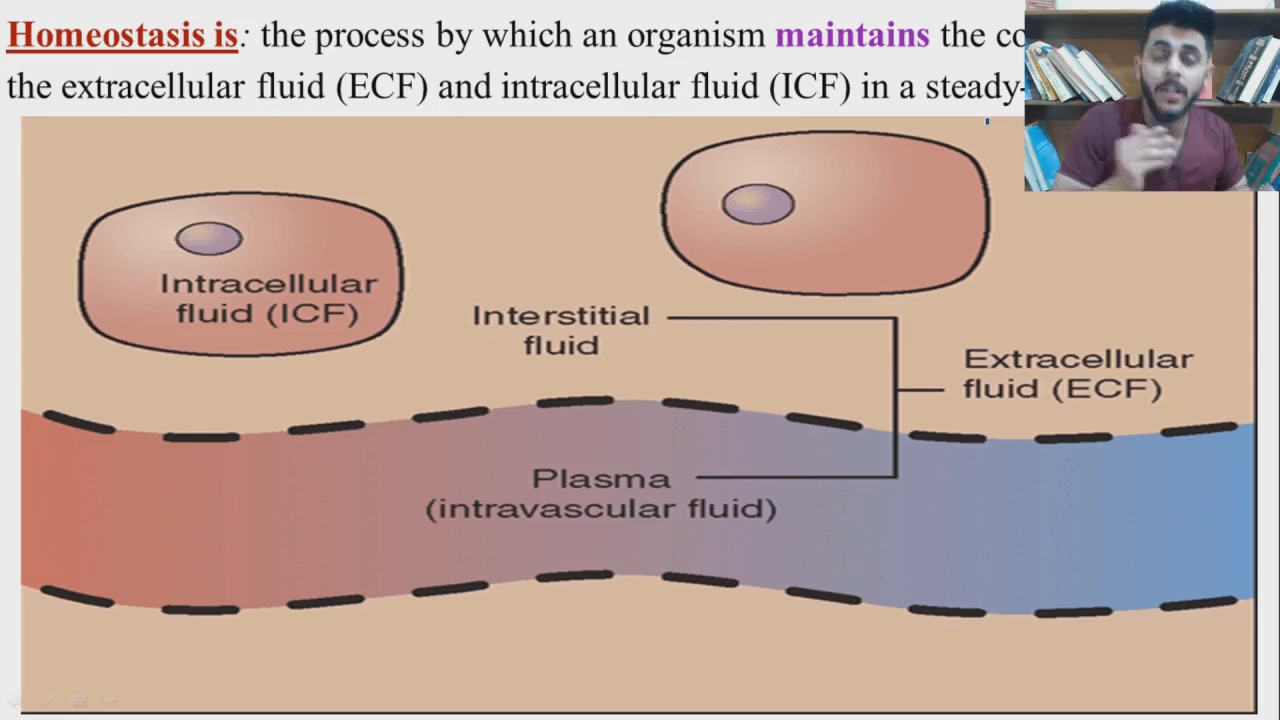 Homeostasis is: the process by which an organism maintains the
the extracellular fluid (ECF) and intracellular fluid (ICF) in a steady-
Intracellular
fluid (ICF)
Interstitial
fluid
Extracellular
fluid (ECF)
Plasma
(intravascular fluid)